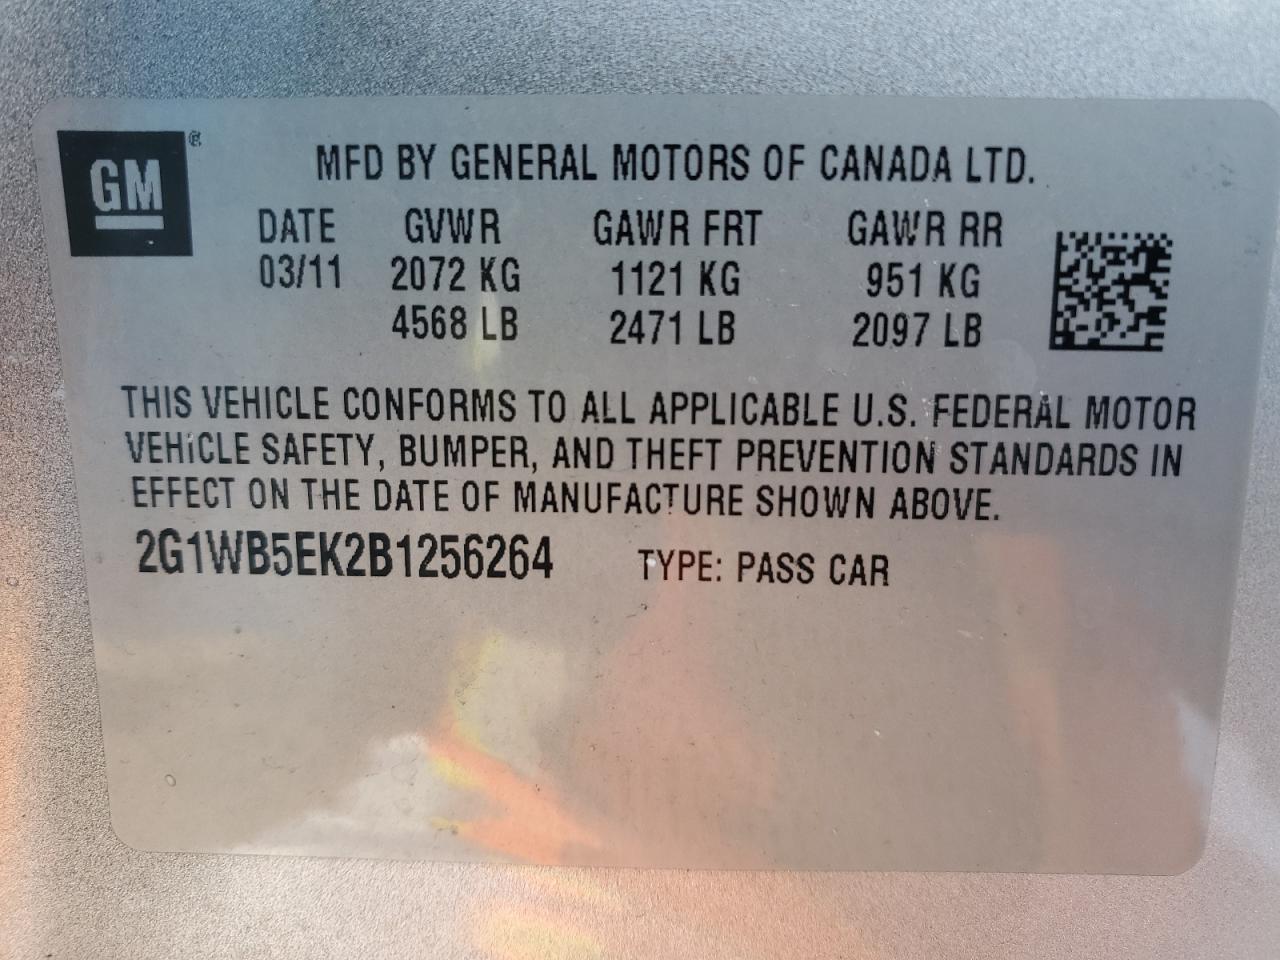 GM ®
MFD BY GENERAL MOTORS OF CANADA LTD.
DATE GVWR GAWR FRT GAWR RR
03/11 2072 KG 1121 KG 951 KG
4568 LB 2471 LB 2097 LB
THIS VEHICLE CONFORMS TO ALL APPLICABLE U.S. FEDERAL MOTOR
VEHICLE SAFETY, BUMPER, AND THEFT PREVENTION STANDARDS IN
EFFECT ON THE DATE OF MANUFACTURE SHOWN ABOVE.
2G1WB5EK2B1256264 TYPE: PASS CAR